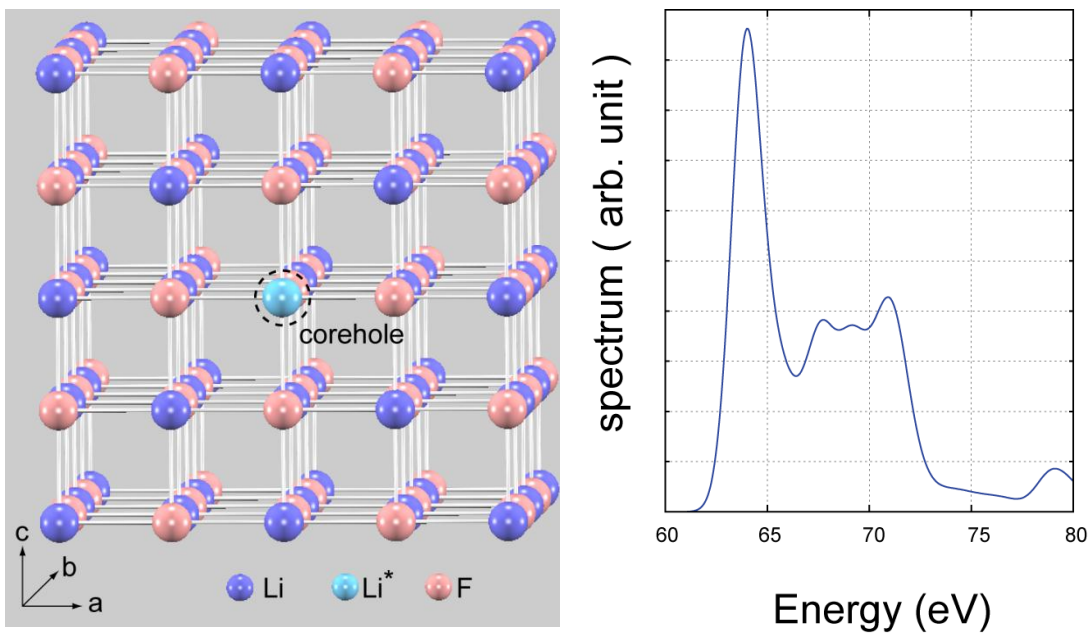 corehole
c
b
a
Li
Li*
F
spectrum ( arb. unit )
60 65 70 75 80
Energy (eV)